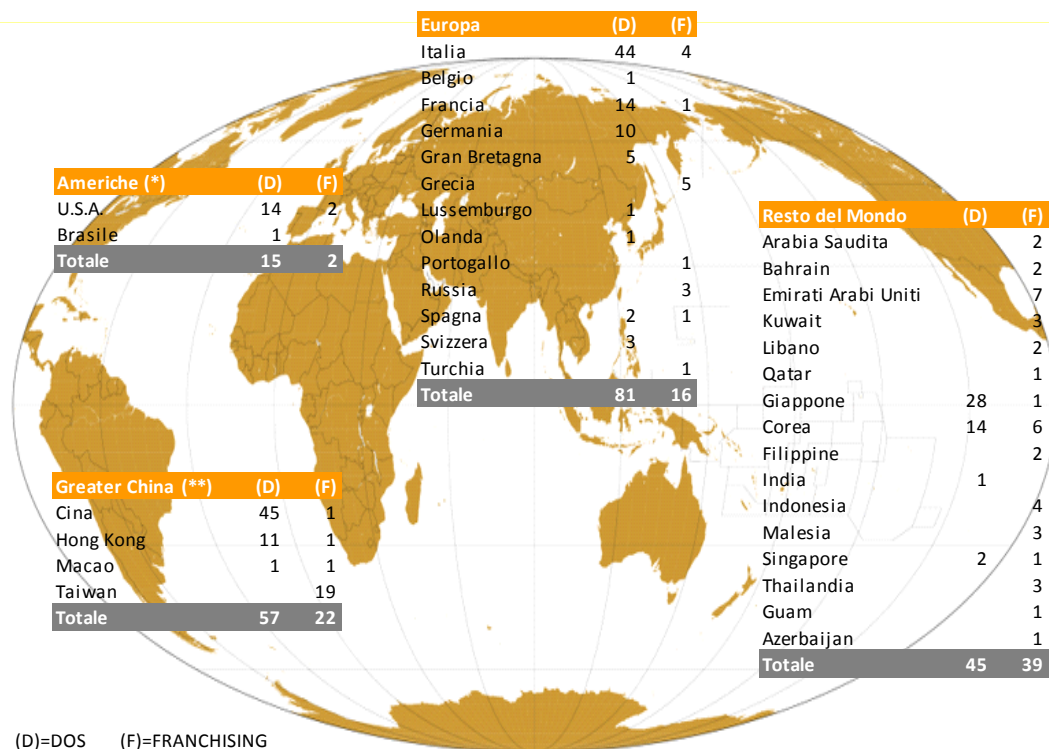 Europa (D) (F)
Italia 44 4
Belgio 1
Francia 14 1
Germania 10
Gran Bretagna 5
Grecia 5
Lussemburgo 1
Olanda 1
Portogallo 1
Russia 3
Spagna 2 1
Svizzera 3
Turchia 1
Totale 81 16
Americhe (*) (D) (F)
U.S.A. 14 2
Brasile 1
Totale 15 2
Resto del Mondo (D) (F)
Arabia Saudita 2
Bahrain 2
Emirati Arabi Uniti 7
Kuwait 3
Libano 2
Qatar 1
Giappone 28 1
Corea 14 6
Filippine 2
India 1
Indonesia 4
Malesia 3
Singapore 2 1
Thailandia 3
Guam 1
Azerbaijan 1
Totale 45 39
Greater China (**) (D) (F)
Cina 45 1
Hong Kong 11 1
Macao 1 1
Taiwan 19
Totale 57 22
(D)=DOS (F)=FRANCHISING